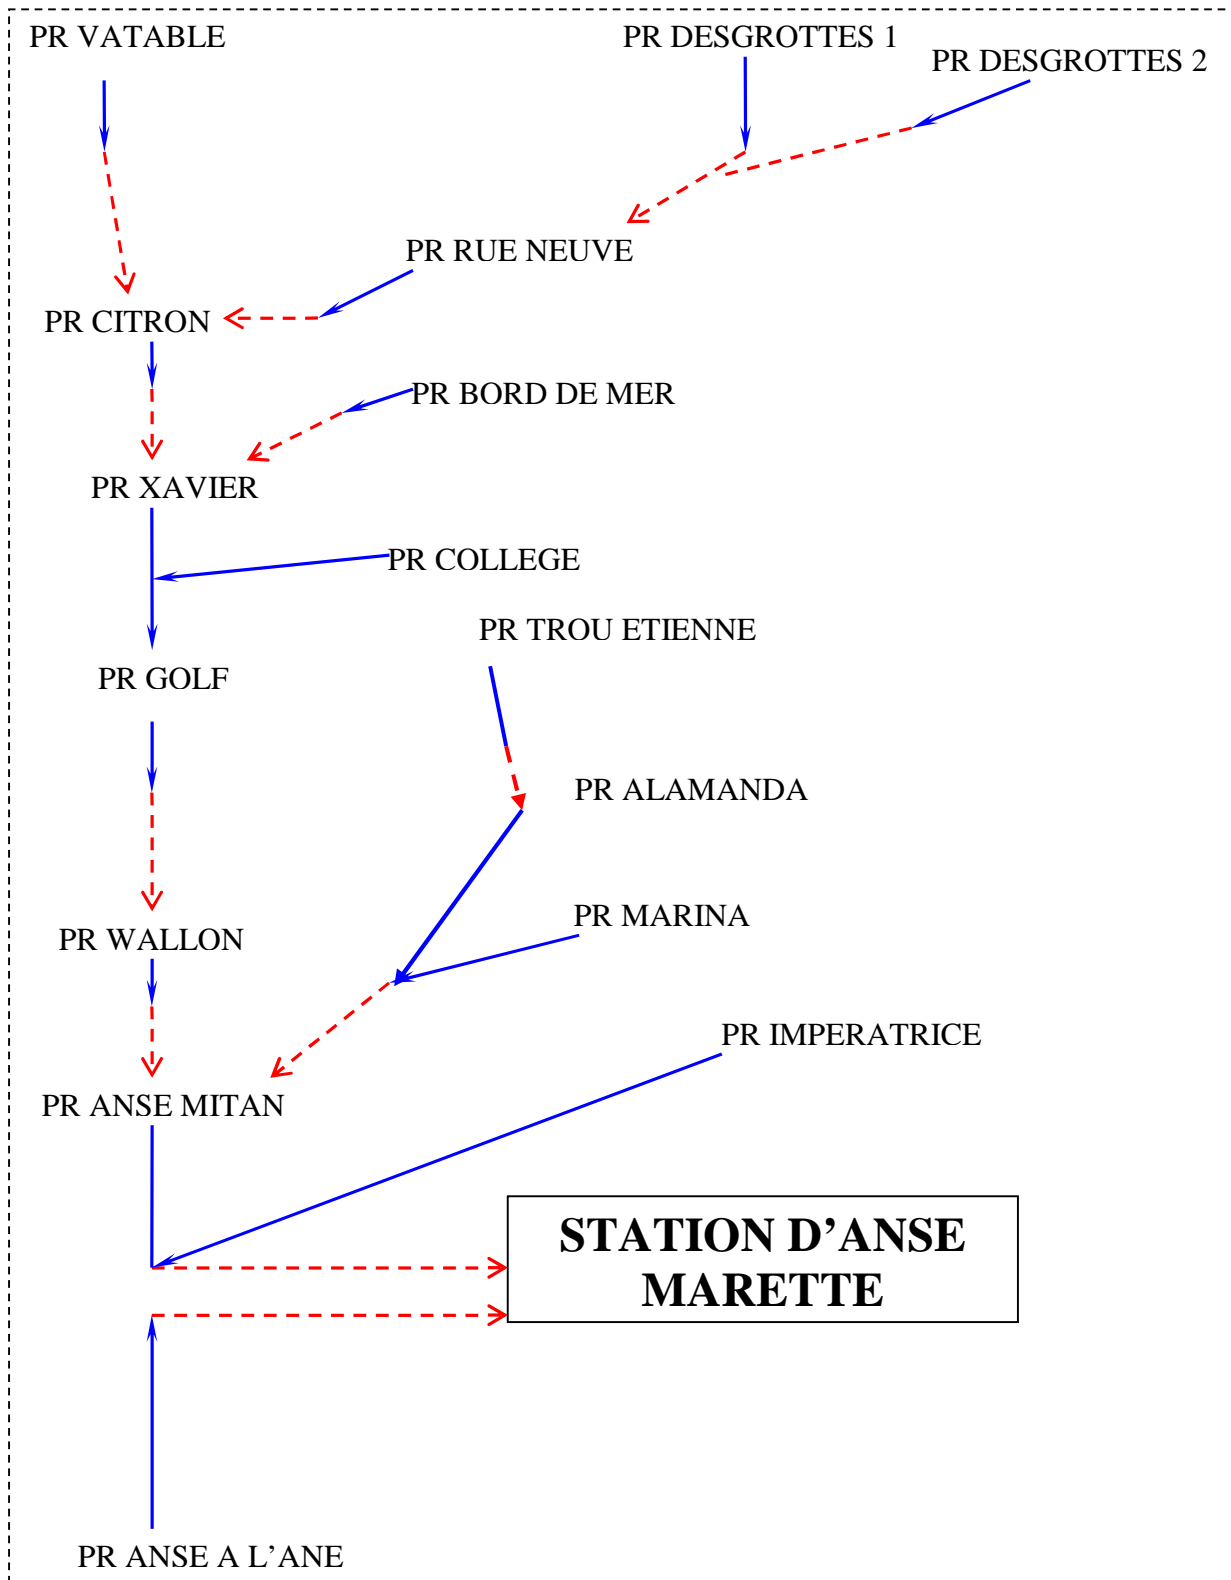 PR VATABLE
PR DESGROTTES 1
PR DESGROTTES 2
PR RUE NEUVE
PR CITRON
PR BORD DE MER
PR XAVIER
PR COLLEGE
PR TROU ETIENNE
PR GOLF
PR ALAMANDA
PR MARINA
PR WALLON
PR IMPERATRICE
PR ANSE MITAN
STATION D’ANSE
MARETTE
PR ANSE A L’ANE